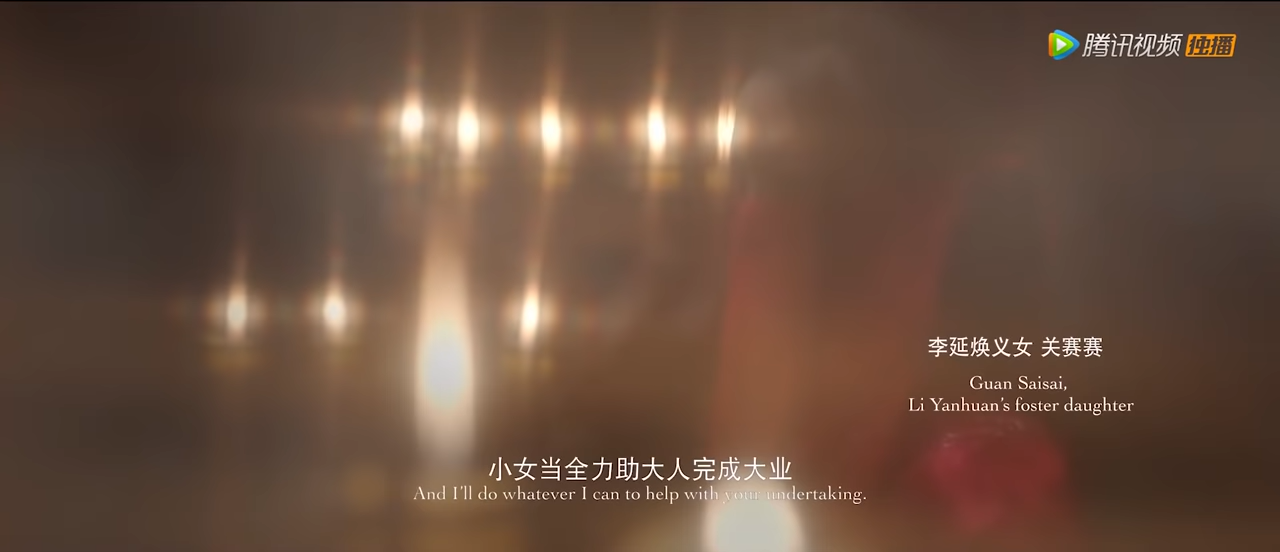 腾讯视频 独播
李延焕义女 关赛赛
Guan Saisai,
Li Yanhuan's foster daughter
小女当全力助大人完成大业
And I'll do whatever I can to help with your undertaking.